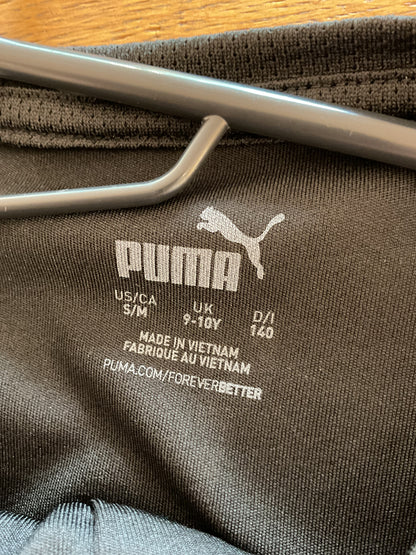 PUMA
US/CA UK D/I
S/M 9-10Y 140
MADE IN VIETNAM
FABRIQUÉ AU VIETNAM
PUMA.COM/FOREVERBETTER